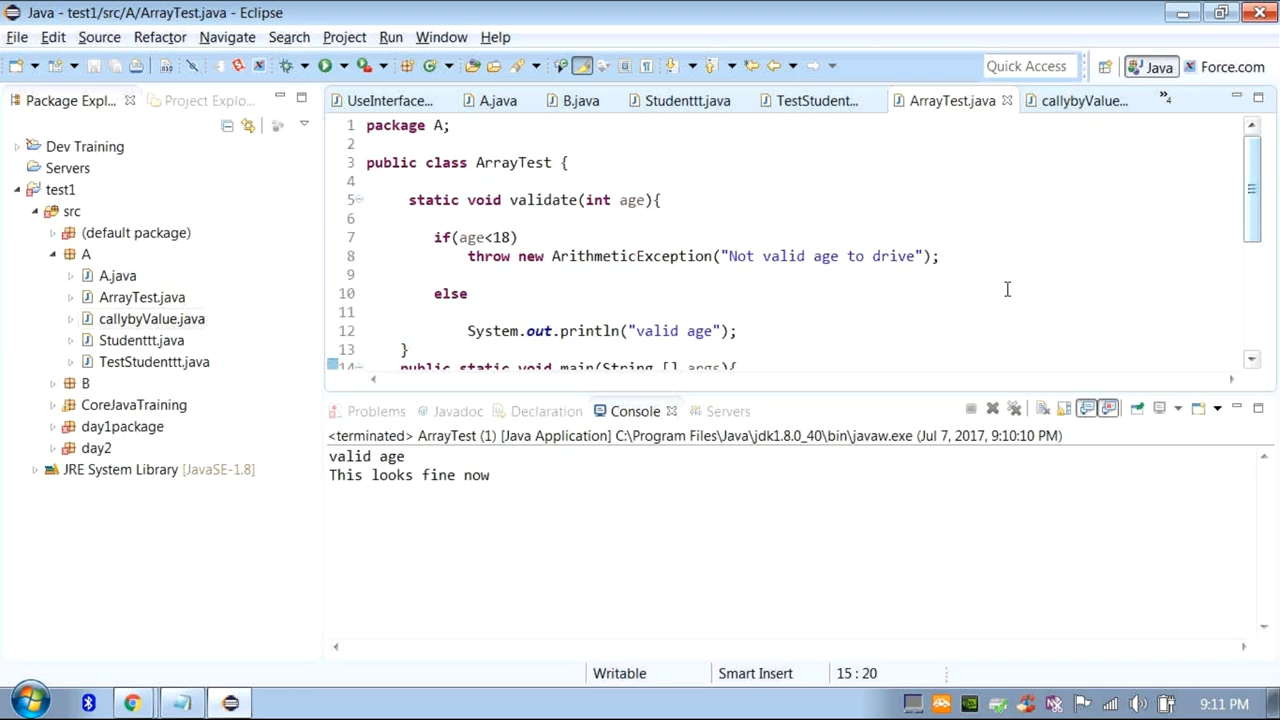 Java - test1/src/A/ArrayTest.java - Eclipse
File Edit Source Refactor Navigate Search Project Run Window Help
Quick Access Java Force.com
Package Expl... Project Explo...
UseInterface... A.java B.java Studenttt.java TestStudent... ArrayTest.java callybyValue... »4
Dev Training
Servers
test1
src
(default package)
A
A.java
ArrayTest.java
callybyValue.java
Studenttt.java
TestStudenttt.java
B
CoreJavaTraining
day1package
day2
JRE System Library [JavaSE-1.8]
1 package A;
2
3 public class ArrayTest {
4
5 static void validate(int age){
6
7 if(age<18)
8 throw new ArithmeticException("Not valid age to drive");
9
10 else
11
12 System.out.println("valid age");
13 }
14 public static void main(String [] args){
Problems Javadoc Declaration Console Servers
<terminated> ArrayTest (1) [Java Application] C:\Program Files\Java\jdk1.8.0_40\bin\javaw.exe (Jul 7, 2017, 9:10:10 PM)
valid age
This looks fine now
Writable Smart Insert 15 : 20
9:11 PM